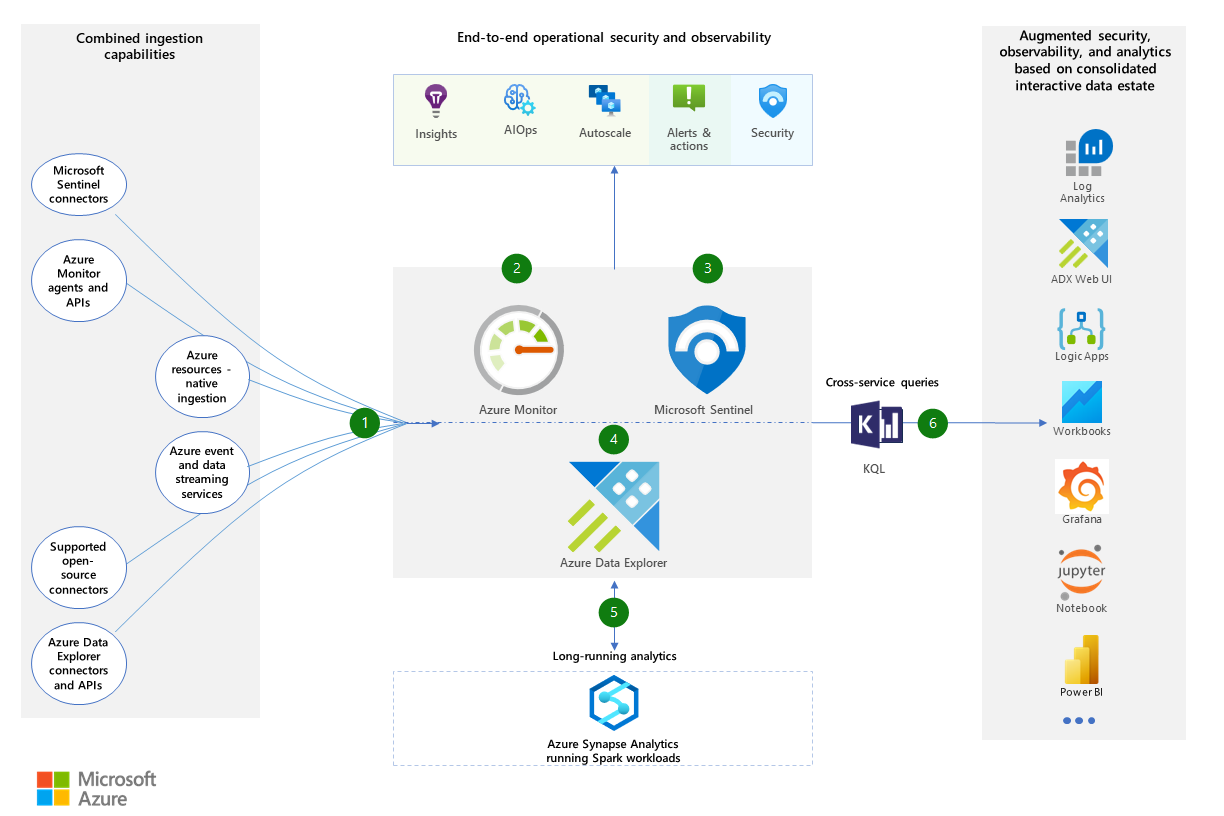 Combined ingestion
capabilities
Microsoft
Sentinel
connectors
Azure
Monitor
agents and
APIs
Azure
resources -
native
ingestion
Azure event
and data
streaming
services
Supported
open-
source
connectors
Azure Data
Explorer
connectors
and APIs
1
End-to-end operational security and observability
Insights
AIOps
Autoscale
Alerts &
actions
Security
2
3
Azure Monitor
Microsoft Sentinel
4
Azure Data Explorer
5
Long-running analytics
Azure Synapse Analytics
running Spark workloads
Cross-service queries
K
6
KQL
Augmented security,
observability, and analytics
based on consolidated
interactive data estate
Log
Analytics
ADX Web UI
Logic Apps
Workbooks
Grafana
jupyter
Notebook
Power BI
Microsoft
Azure